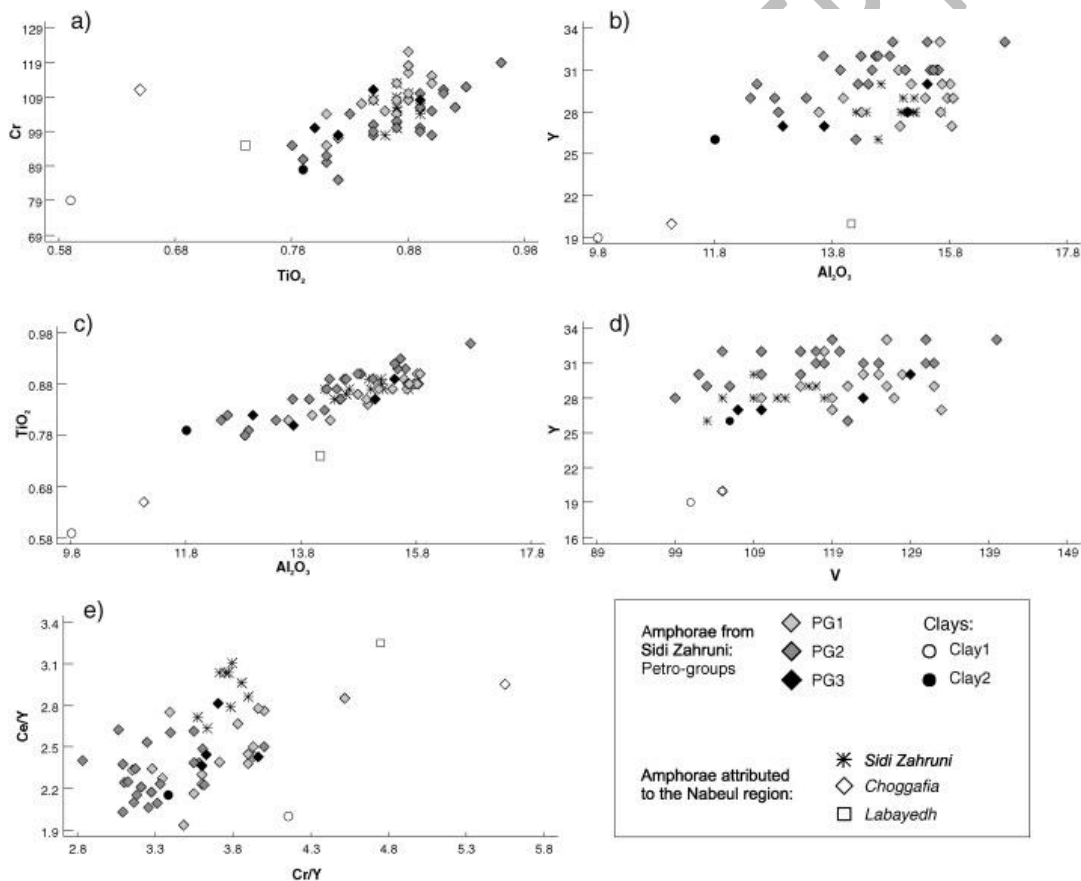 a)
129
119
109
99
89
79
69
Cr
0.58 0.68 0.78 0.88 0.98
TiO₂
b)
34
31
28
25
22
19
Y
9.8 11.8 13.8 15.8 17.8
Al₂O₃
c)
0.98
0.88
0.78
0.68
0.58
TiO₂
9.8 11.8 13.8 15.8 17.8
Al₂O₃
d)
34
31
28
25
22
19
16
Y
89 99 109 119 129 139 149
V
e)
3.4
3.1
2.8
2.5
2.2
1.9
Ce/Y
2.8 3.3 3.8 4.3 4.8 5.3 5.8
Cr/Y
Amphorae from
Sidi Zahruni:
Petro-groups
PG1
PG2
PG3
Clays:
Clay1
Clay2
Amphorae attributed
to the Nabeul region:
Sidi Zahruni
Choggafia
Labayedh